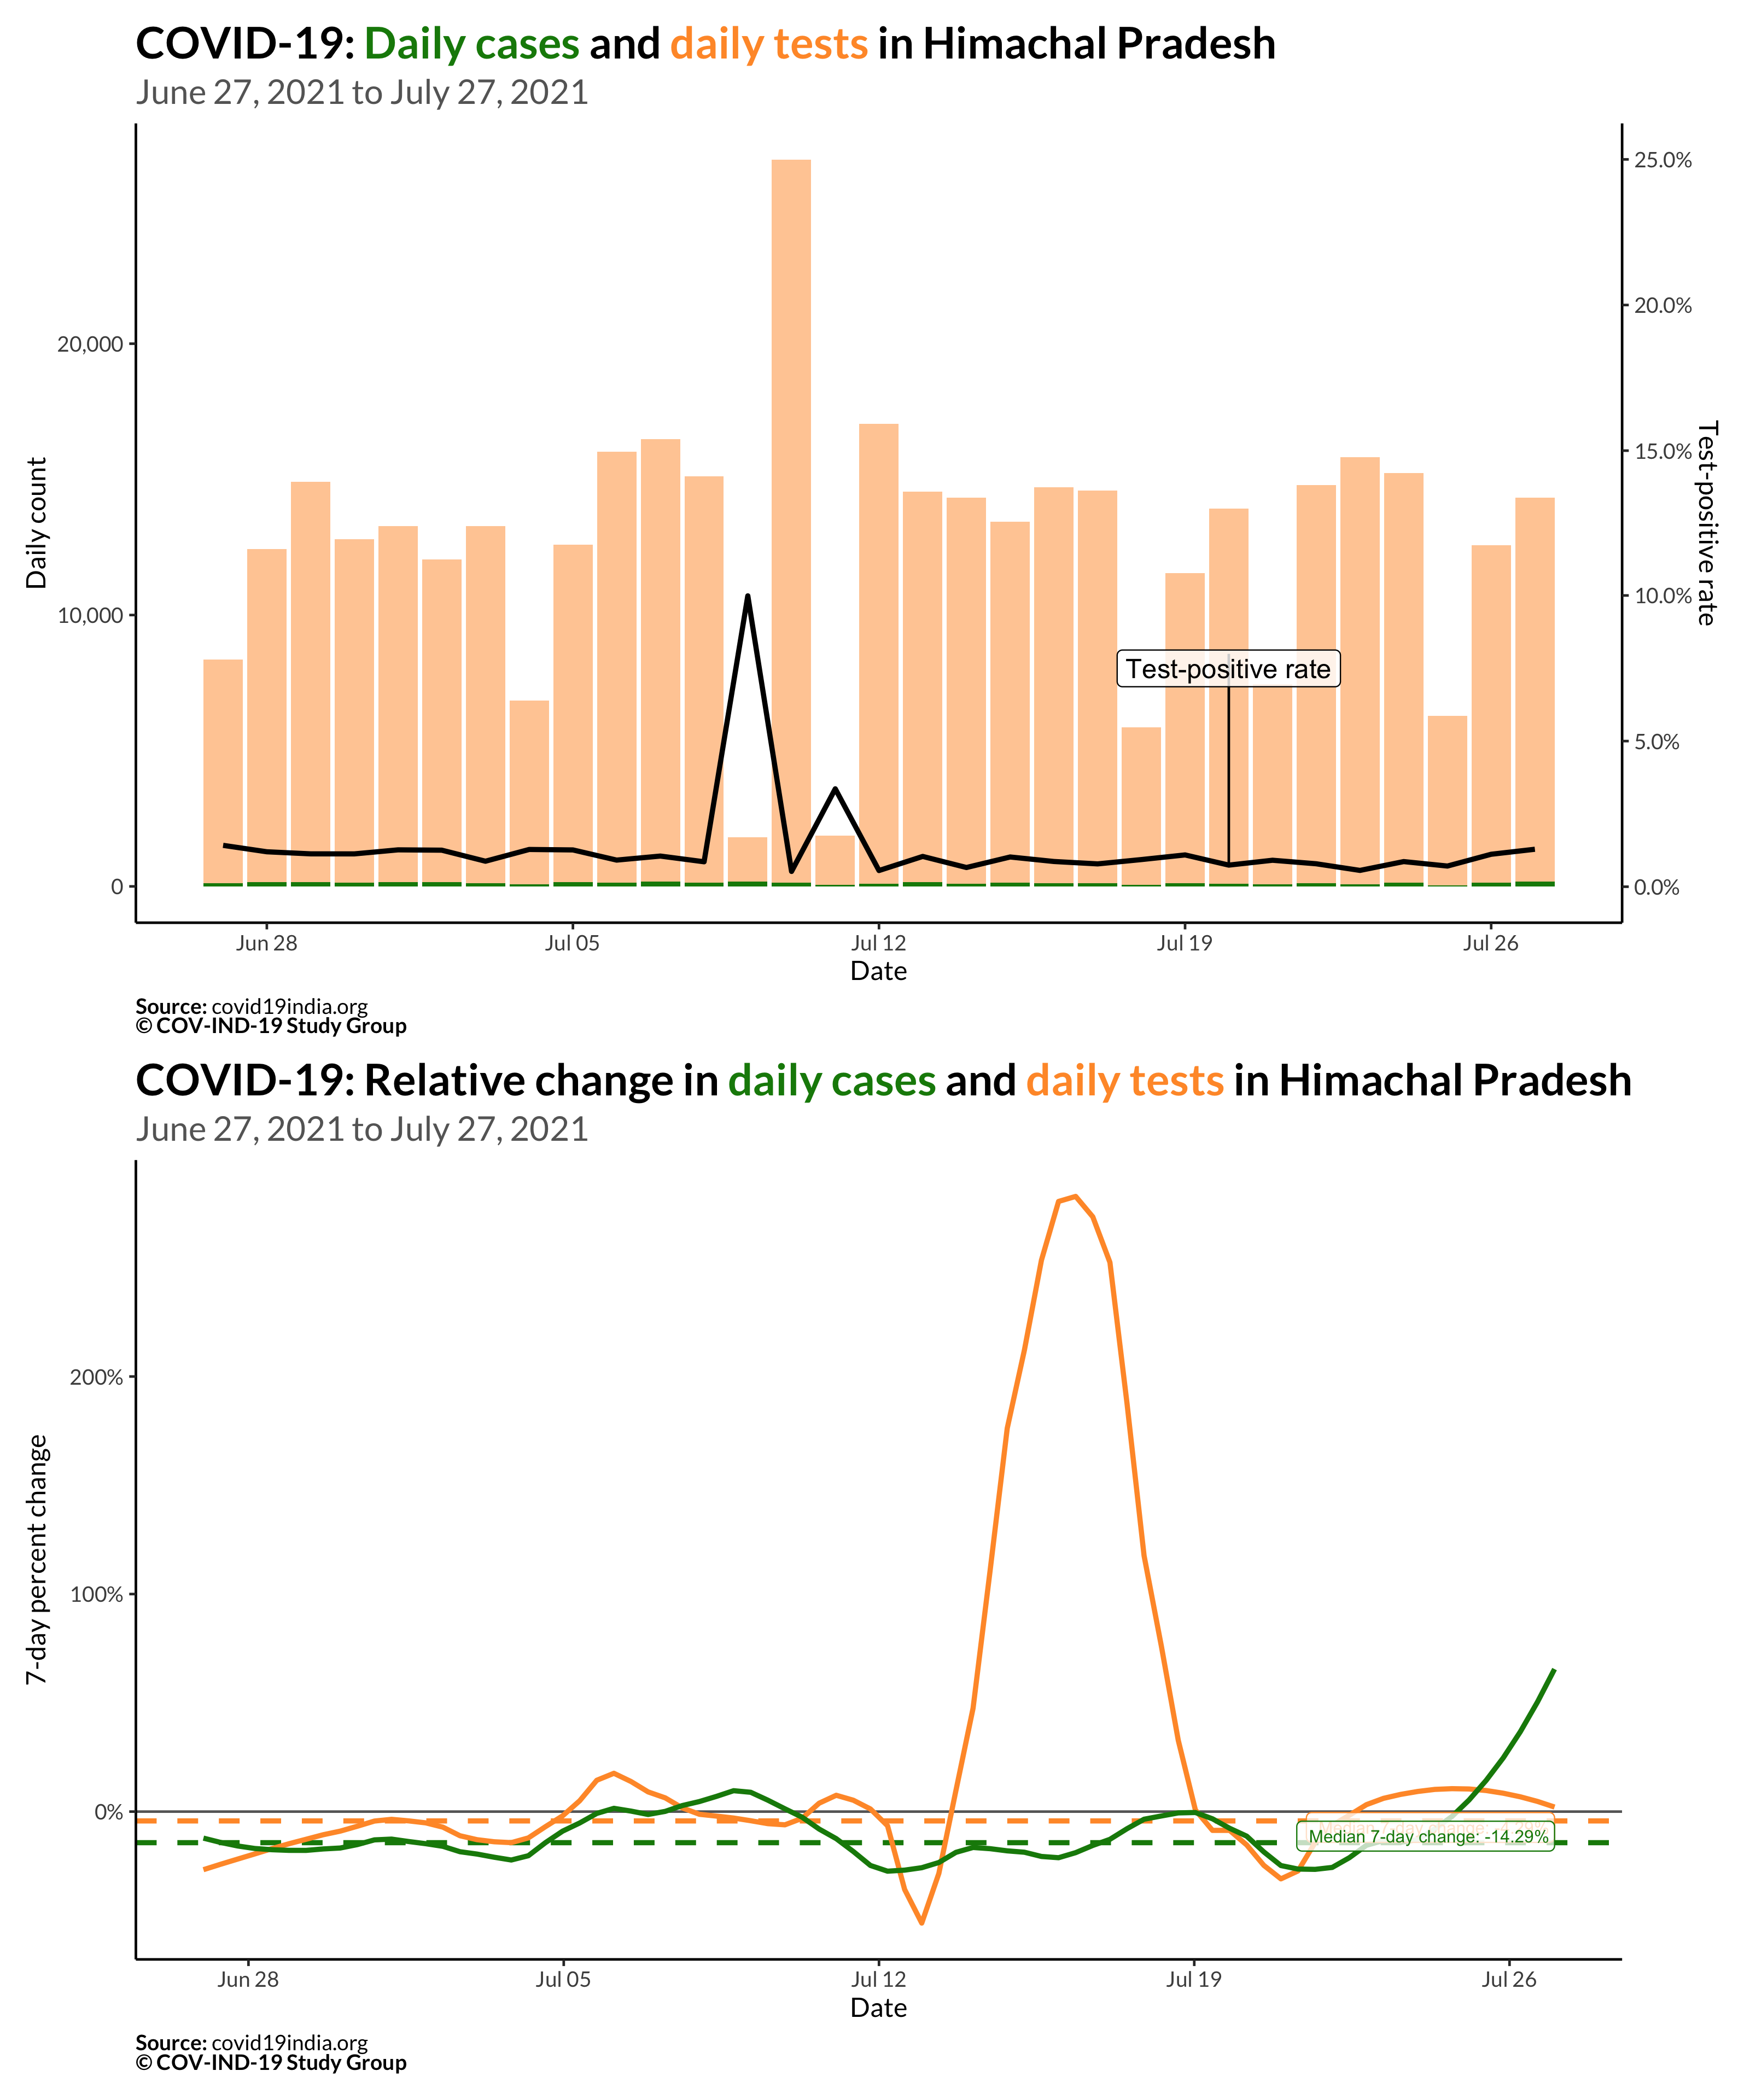 COVID-19: Daily cases and daily tests in Himachal Pradesh
June 27, 2021 to July 27, 2021
25.0%
20.0%
20,000
15.0%
Daily count
Test-positive rate
10,000
10.0%
Test-positive rate
5.0%
0
0.0%
Jun 28
Jul 05
Jul 12
Jul 19
Jul 26
Date
Source: covid19india.org
© COV-IND-19 Study Group
COVID-19: Relative change in daily cases and daily tests in Himachal Pradesh
June 27, 2021 to July 27, 2021
200%
7-day percent change
100%
0%
Median 7-day change: -14.29%
Jun 28
Jul 05
Jul 12
Jul 19
Jul 26
Date
Source: covid19india.org
© COV-IND-19 Study Group